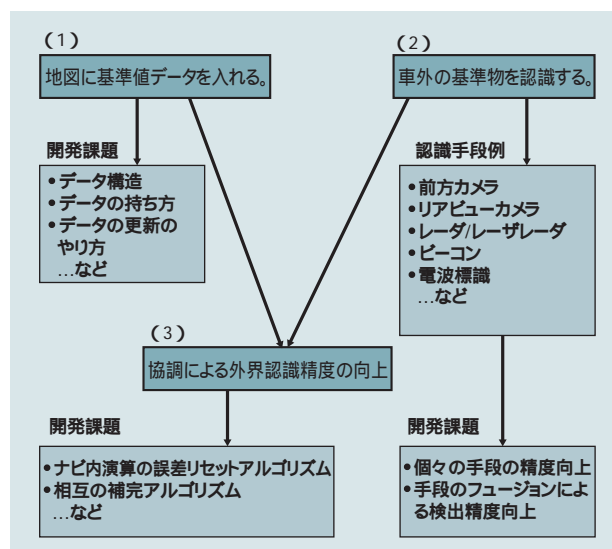 (1)
地図に基準値データを入れる。
開発課題
•データ構造
•データの持ち方
•データの更新の
やり方
…など
(2)
車外の基準物を認識する。
認識手段例
•前方カメラ
•リアビューカメラ
•レーダ/レーザレーダ
•ビーコン
•電波標識
…など
(3)
協調による外界認識精度の向上
開発課題
•ナビ内演算の誤差リセットアルゴリズム
•相互の補完アルゴリズム
…など
開発課題
•個々の手段の精度向上
•手段のフュージョンによ
る検出精度向上